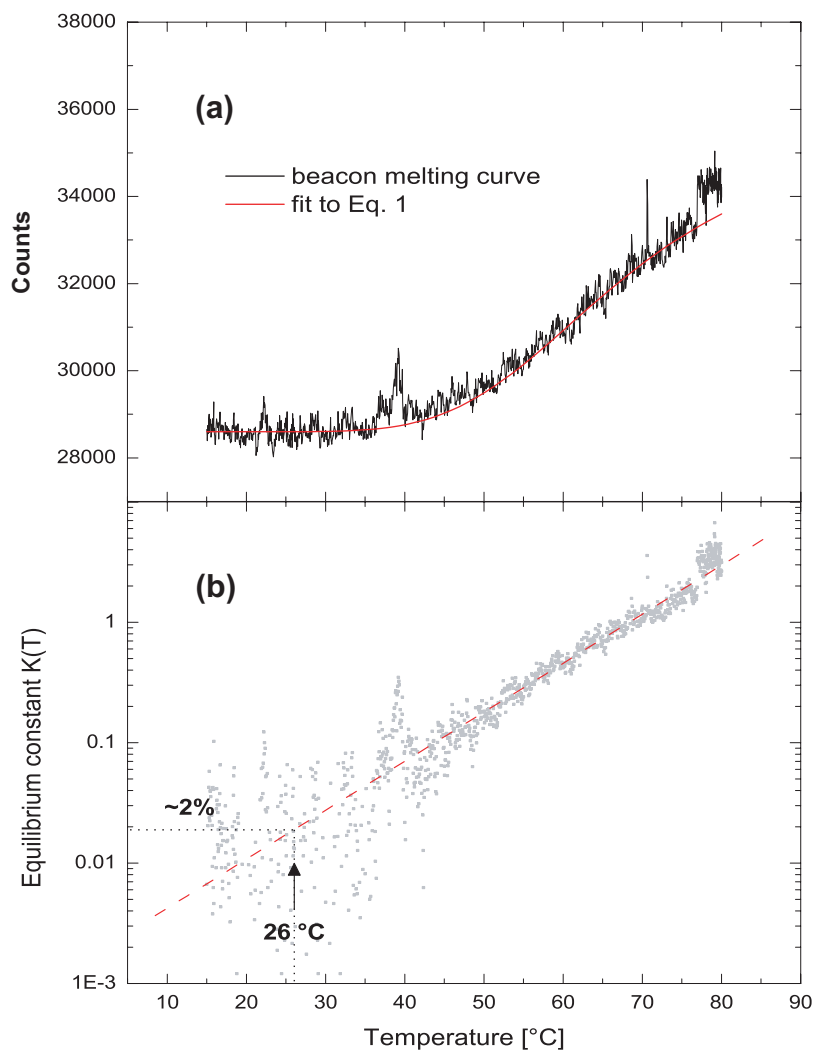 38000
36000
34000
32000
30000
28000
Counts
(a)
beacon melting curve
fit to Eq. 1
(b)
1
0.1
0.01
1E-3
Equilibrium constant K(T)
~2%
26 °C
10 20 30 40 50 60 70 80 90
Temperature [°C]